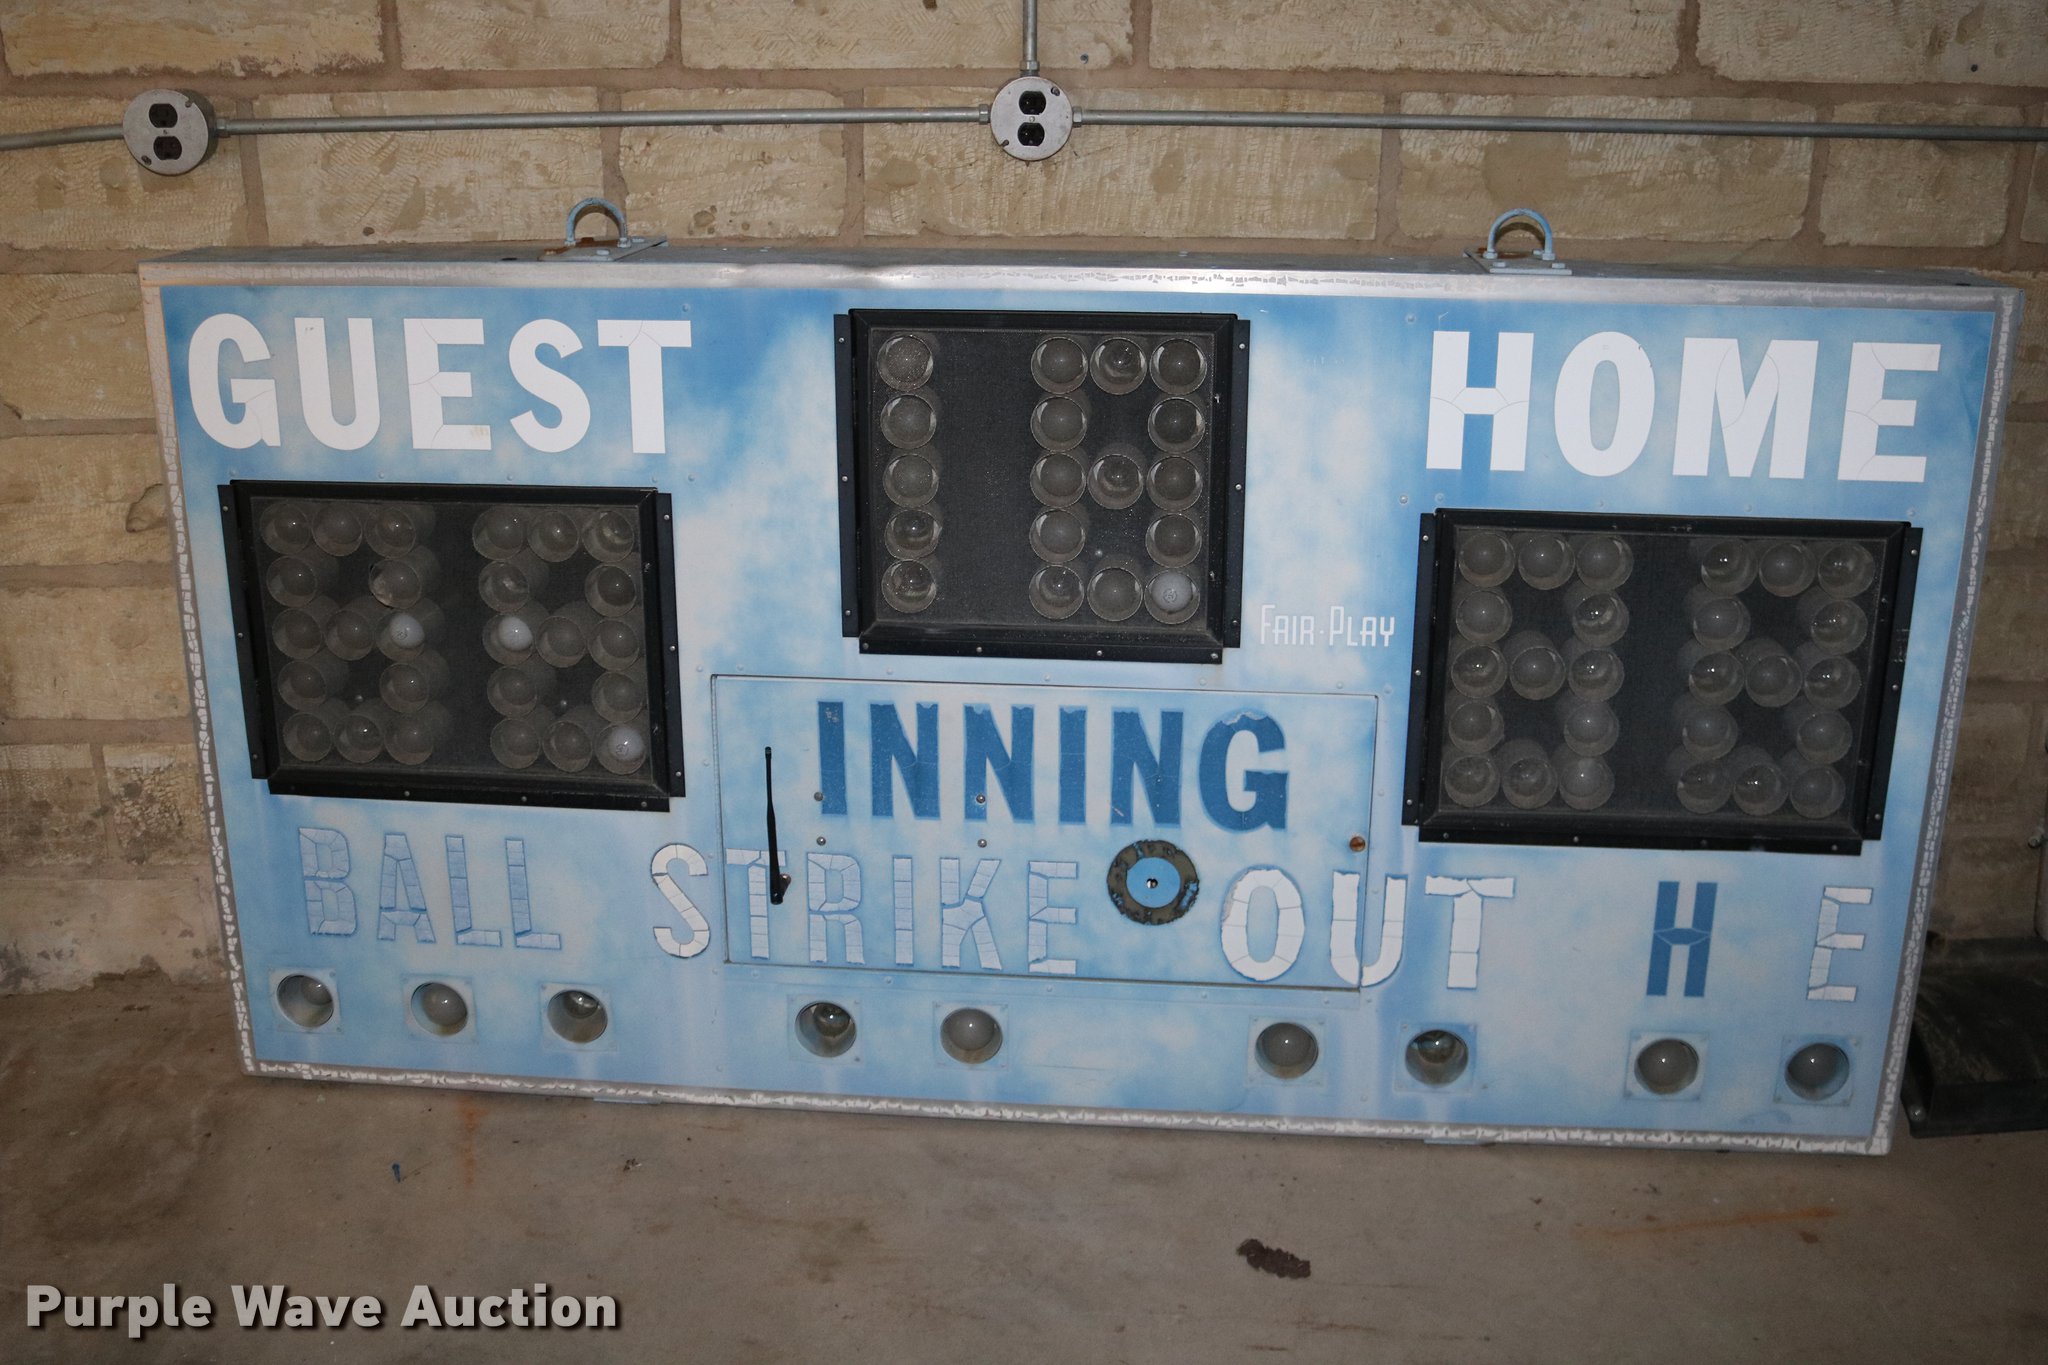 GUEST HOME
FAIR·PLAY
INNING
BALL STRIKE OUT H E
Purple Wave Auction